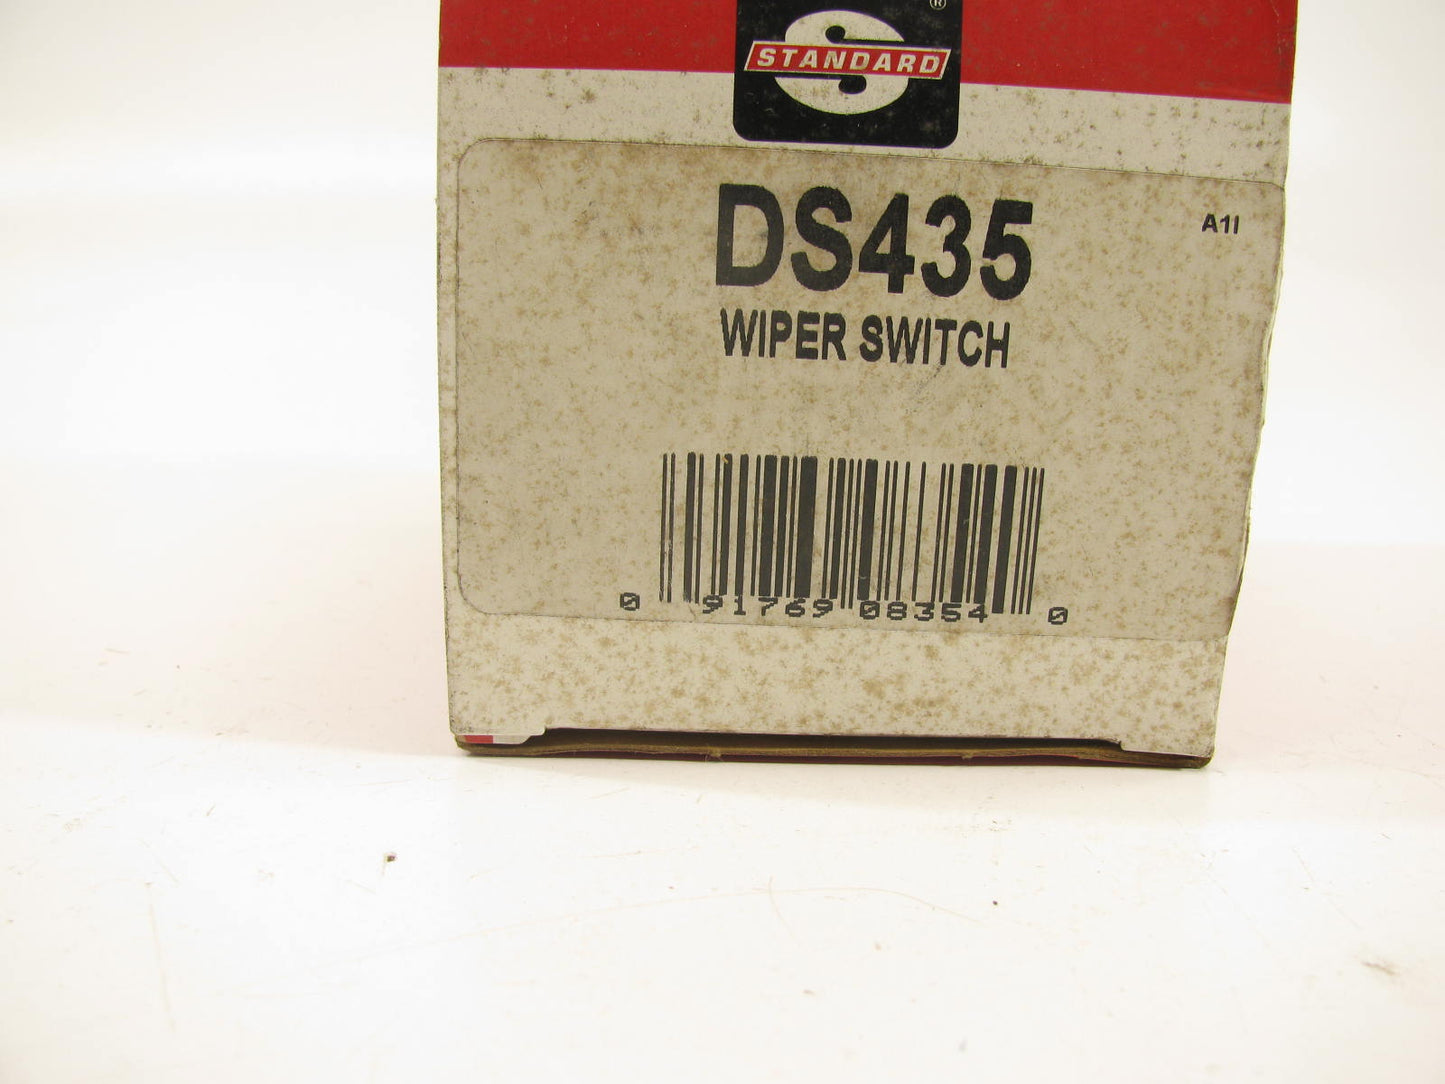 ®
STANDARD
DS435
A1I
WIPER SWITCH
0 91769 08354 0